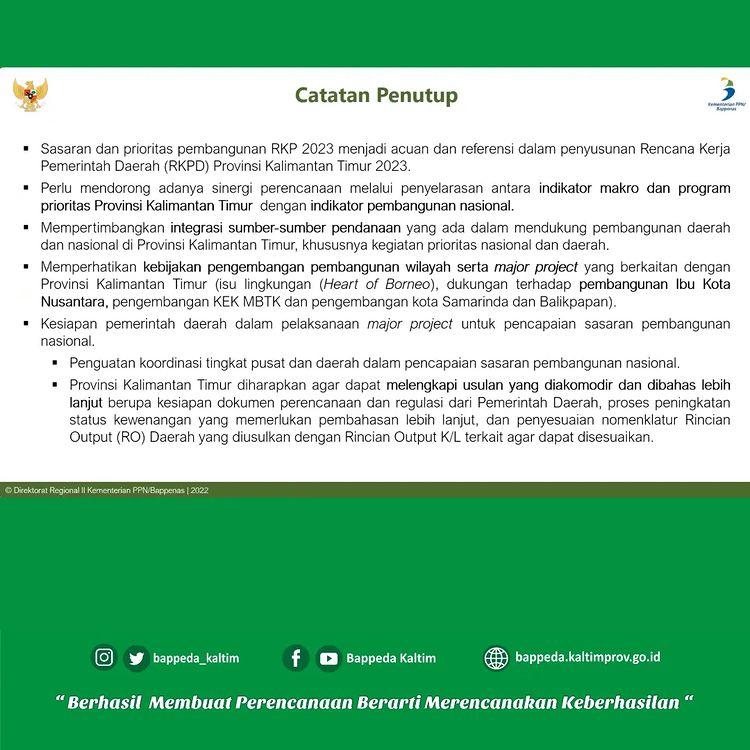 Catatan Penutup
Kementerian PPN/
Bappenas
▪ Sasaran dan prioritas pembangunan RKP 2023 menjadi acuan dan referensi dalam penyusunan Rencana Kerja
Pemerintah Daerah (RKPD) Provinsi Kalimantan Timur 2023.
▪ Perlu mendorong adanya sinergi perencanaan melalui penyelarasan antara indikator makro dan program
prioritas Provinsi Kalimantan Timur dengan indikator pembangunan nasional.
▪ Mempertimbangkan integrasi sumber-sumber pendanaan yang ada dalam mendukung pembangunan daerah
dan nasional di Provinsi Kalimantan Timur, khususnya kegiatan prioritas nasional dan daerah.
▪ Memperhatikan kebijakan pengembangan pembangunan wilayah serta major project yang berkaitan dengan
Provinsi Kalimantan Timur (isu lingkungan (Heart of Borneo), dukungan terhadap pembangunan Ibu Kota
Nusantara, pengembangan KEK MBTK dan pengembangan kota Samarinda dan Balikpapan).
▪ Kesiapan pemerintah daerah dalam pelaksanaan major project untuk pencapaian sasaran pembangunan
nasional.
▪ Penguatan koordinasi tingkat pusat dan daerah dalam pencapaian sasaran pembangunan nasional.
▪ Provinsi Kalimantan Timur diharapkan agar dapat melengkapi usulan yang diakomodir dan dibahas lebih
lanjut berupa kesiapan dokumen perencanaan dan regulasi dari Pemerintah Daerah, proses peningkatan
status kewenangan yang memerlukan pembahasan lebih lanjut, dan penyesuaian nomenklatur Rincian
Output (RO) Daerah yang diusulkan dengan Rincian Output K/L terkait agar dapat disesuaikan.
© Direktorat Regional II Kementerian PPN/Bappenas | 2022
bappeda_kaltim
Bappeda Kaltim
bappeda.kaltimprov.go.id
“ Berhasil Membuat Perencanaan Berarti Merencanakan Keberhasilan “